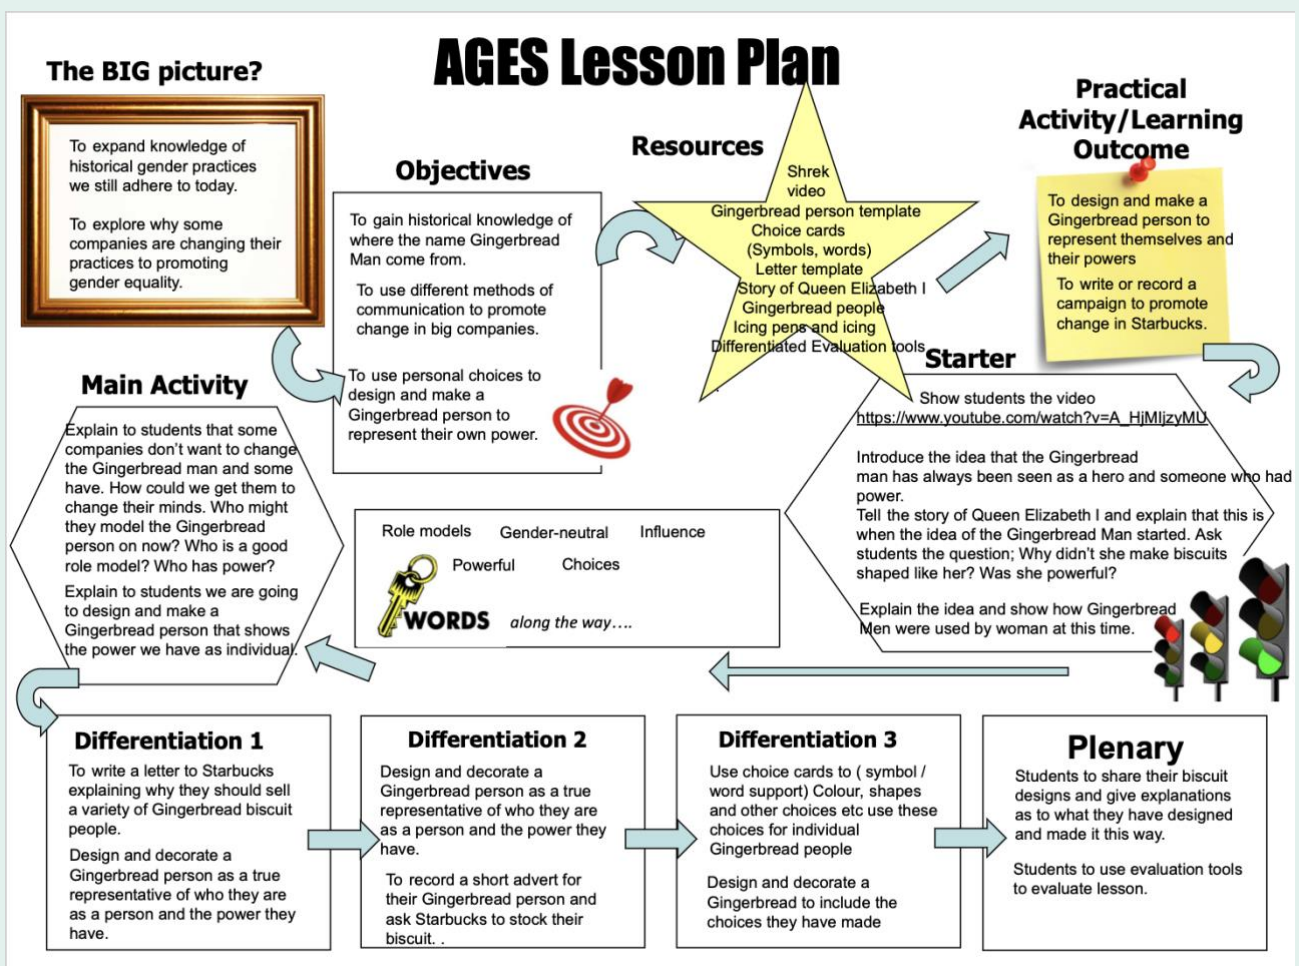 AGES Lesson Plan
The BIG picture?
To expand knowledge of
historical gender practices
we still adhere to today.
To explore why some
companies are changing their
practices to promoting
gender equality.
Objectives
To gain historical knowledge of
where the name Gingerbread
Man come from.
To use different methods of
communication to promote
change in big companies.
To use personal choices to
design and make a
Gingerbread person to
represent their own power.
Resources
Shrek
video
Gingerbread person template
Choice cards
(Symbols, words)
Letter template
Story of Queen Elizabeth I
Gingerbread people
Icing pens and icing
Differentiated Evaluation tools
Practical
Activity/Learning
Outcome
To design and make a
Gingerbread person to
represent themselves and
their powers
To write or record a
campaign to promote
change in Starbucks.
Starter
Show students the video
https://www.youtube.com/watch?v=A_HjMIjzyMU
Introduce the idea that the Gingerbread
man has always been seen as a hero and someone who had
power.
Tell the story of Queen Elizabeth I and explain that this is
when the idea of the Gingerbread Man started. Ask
students the question; Why didn't she make biscuits
shaped like her? Was she powerful?
Explain the idea and show how Gingerbread
Men were used by woman at this time.
Role models Gender-neutral Influence
Powerful Choices
WORDS along the way....
Main Activity
Explain to students that some
companies don't want to change
the Gingerbread man and some
have. How could we get them to
change their minds. Who might
they model the Gingerbread
person on now? Who is a good
role model? Who has power?
Explain to students we are going
to design and make a
Gingerbread person that shows
the power we have as individual.
Differentiation 1
To write a letter to Starbucks
explaining why they should sell
a variety of Gingerbread biscuit
people.
Design and decorate a
Gingerbread person as a true
representative of who they are
as a person and the power they
have.
Differentiation 2
Design and decorate a
Gingerbread person as a true
representative of who they are
as a person and the power they
have.
To record a short advert for
their Gingerbread person and
ask Starbucks to stock their
biscuit. .
Differentiation 3
Use choice cards to ( symbol /
word support) Colour, shapes
and other choices etc use these
choices for individual
Gingerbread people
Design and decorate a
Gingerbread to include the
choices they have made
Plenary
Students to share their biscuit
designs and give explanations
as to what they have designed
and made it this way.
Students to use evaluation tools
to evaluate lesson.